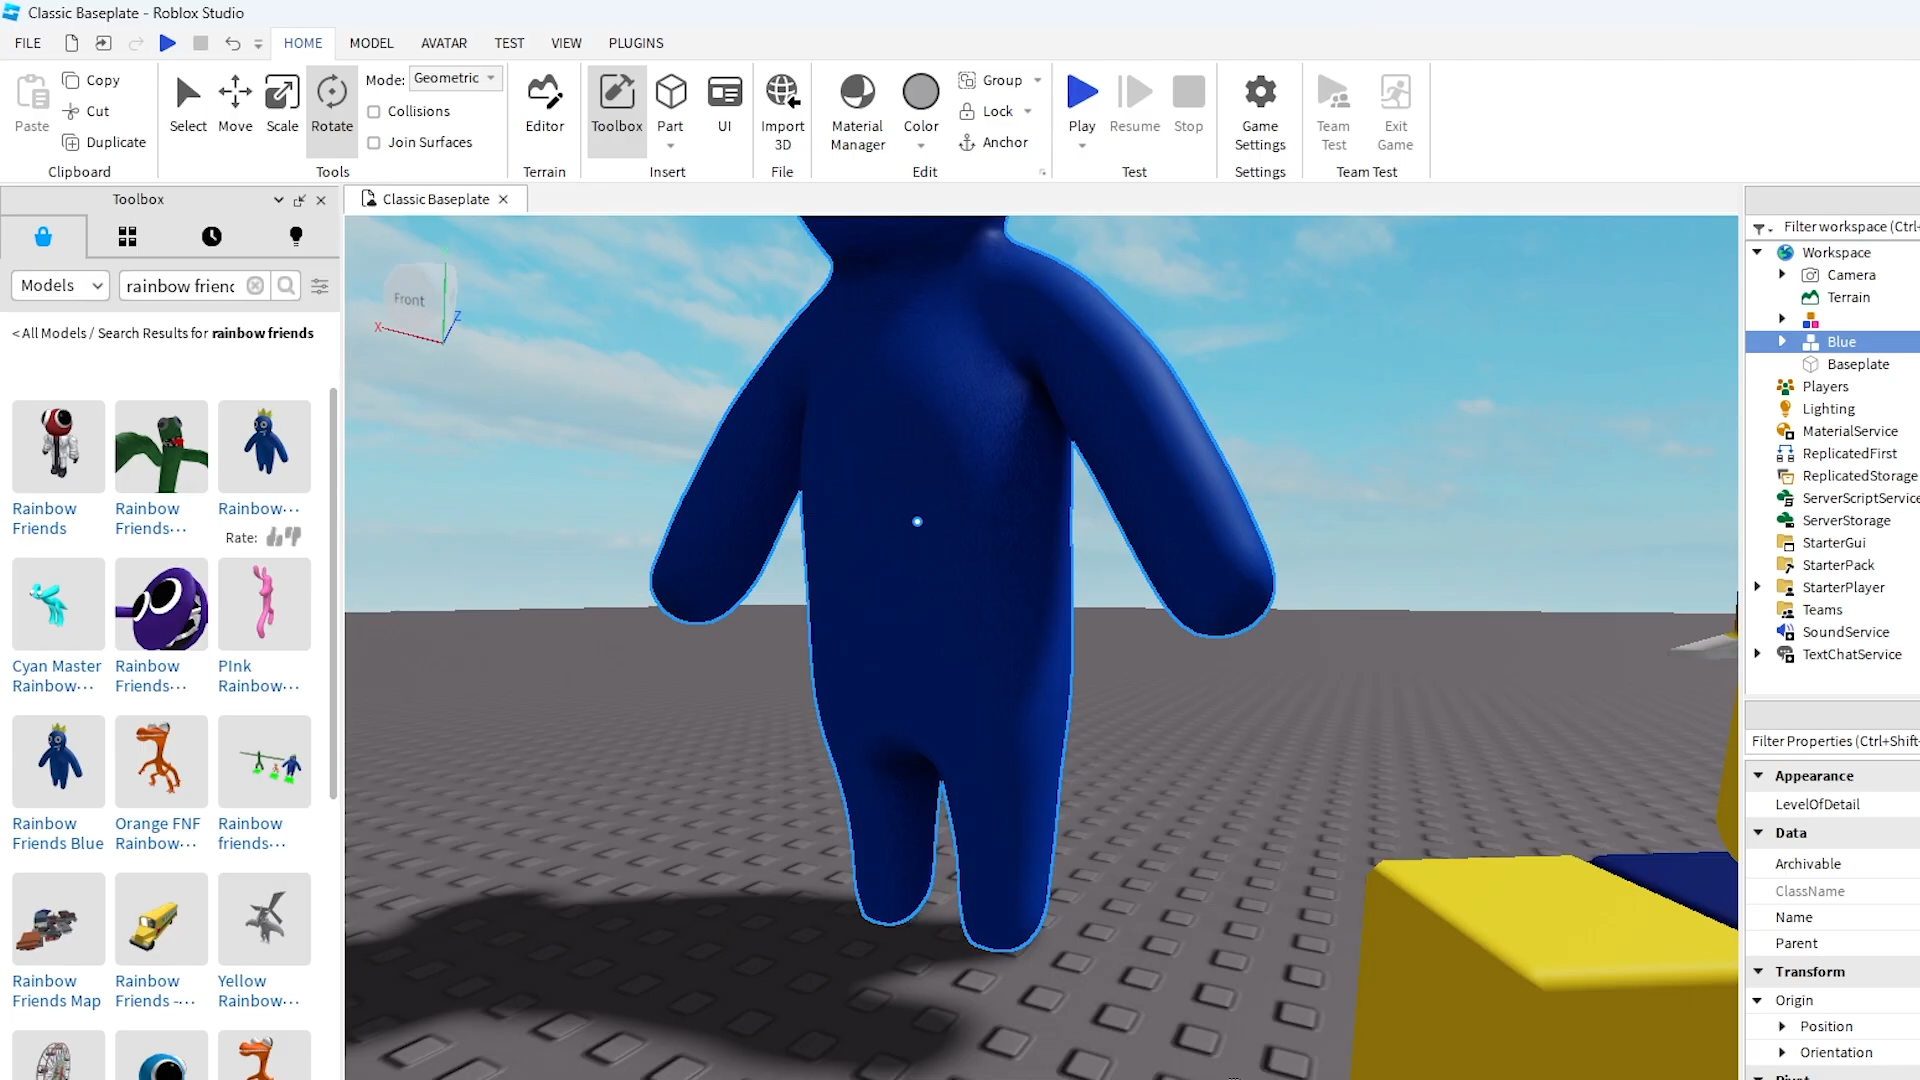 Classic Baseplate - Roblox Studio
FILE HOME MODEL AVATAR TEST VIEW PLUGINS
Paste
Copy
Cut
Duplicate
Clipboard
Select
Move
Scale
Rotate
Mode: Geometric
Collisions
Join Surfaces
Tools
Editor
Terrain
Toolbox
Part
UI
Insert
Import
3D
File
Material
Manager
Color
Group
Lock
Anchor
Edit
Play
Resume
Stop
Test
Game
Settings
Settings
Team
Test
Exit
Game
Team Test
Toolbox
Models
rainbow frienc
< All Models / Search Results for rainbow friends
Rainbow
Friends
Rainbow
Friends...
Rainbow...
Rate:
Cyan Master
Rainbow...
Rainbow
Friends...
PInk
Rainbow...
Rainbow
Friends Blue
Orange FNF
Rainbow...
Rainbow
friends...
Rainbow
Friends Map
Rainbow
Friends -...
Yellow
Rainbow...
Classic Baseplate
Front
X
Z
Filter workspace (Ctrl+
Workspace
Camera
Terrain
Blue
Baseplate
Players
Lighting
MaterialService
ReplicatedFirst
ReplicatedStorage
ServerScriptService
ServerStorage
StarterGui
StarterPack
StarterPlayer
Teams
SoundService
TextChatService
Filter Properties (Ctrl+Shift-
Appearance
LevelOfDetail
Data
Archivable
ClassName
Name
Parent
Transform
Origin
Position
Orientation